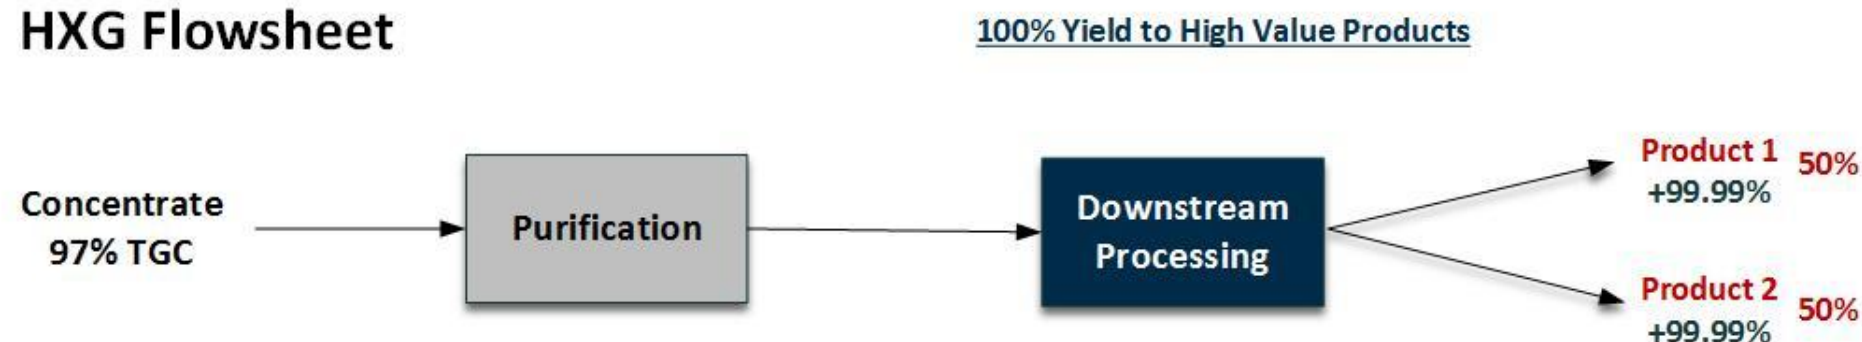 HXG Flowsheet
100% Yield to High Value Products
Concentrate
97% TGC
Purification
Downstream
Processing
Product 1
+99.99%
50%
Product 2
+99.99%
50%